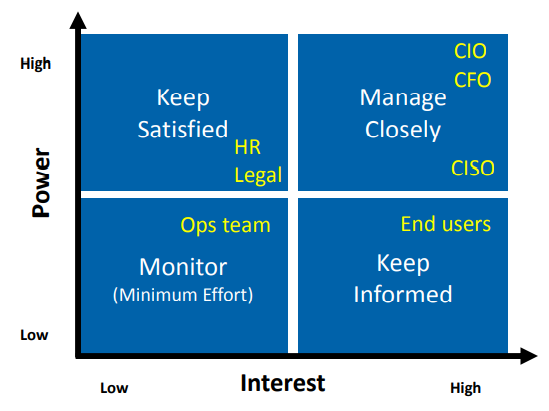 High
Power
Low
Keep
Satisfied
HR
Legal
Manage
Closely
CIO
CFO
CISO
Ops team
Monitor
(Minimum Effort)
End users
Keep
Informed
Low
Interest
High